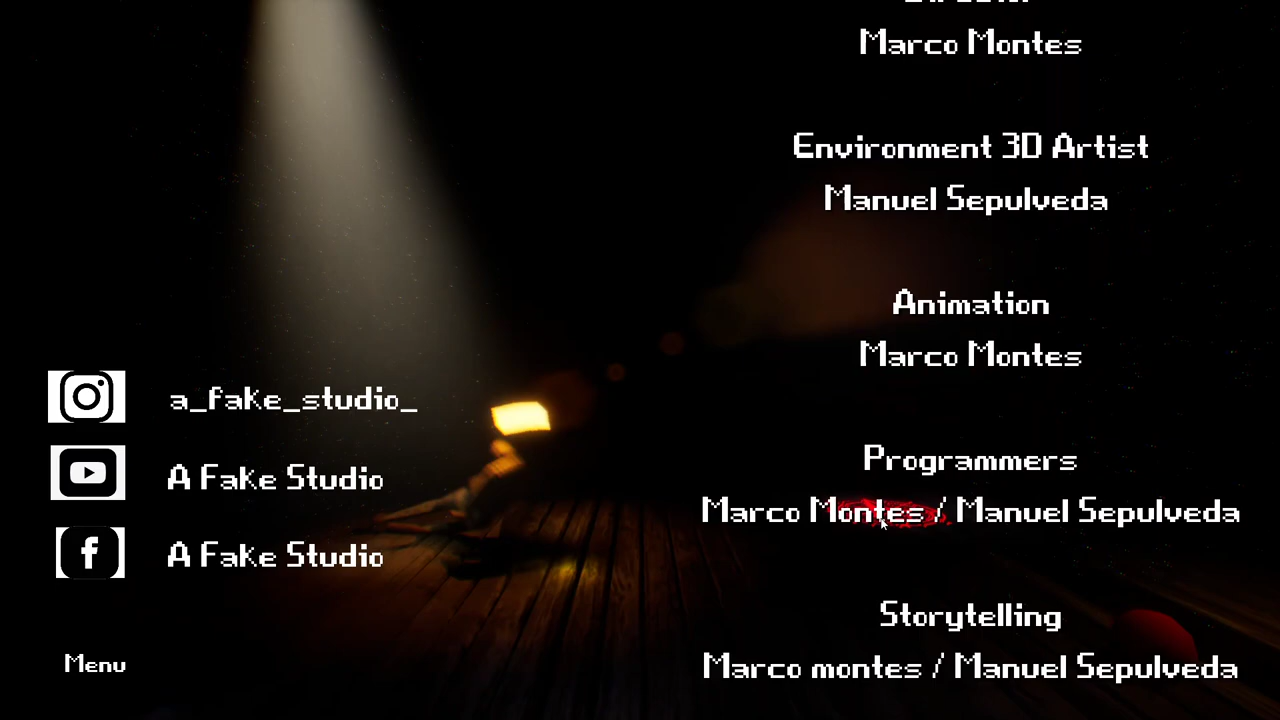 Marco Montes
Environment 3D Artist
Manuel Sepulveda
Animation
Marco Montes
Programmers
Marco Montes / Manuel Sepulveda
Storytelling
Marco montes / Manuel Sepulveda
a_fake_studio_
A Fake Studio
A Fake Studio
Menu